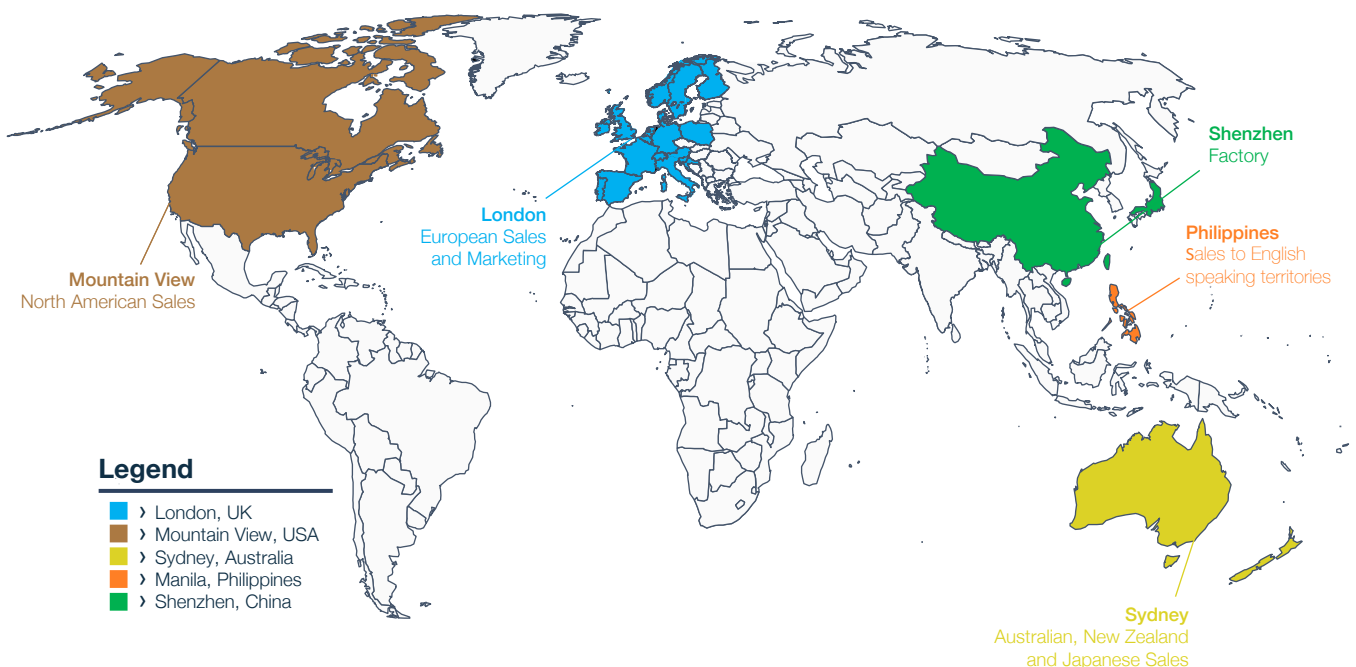 Shenzhen
Factory
Philippines
Sales to English
speaking territories
London
European Sales
and Marketing
Mountain View
North American Sales
Legend
› London, UK
› Mountain View, USA
› Sydney, Australia
› Manila, Philippines
› Shenzhen, China
Sydney
Australian, New Zealand
and Japanese Sales